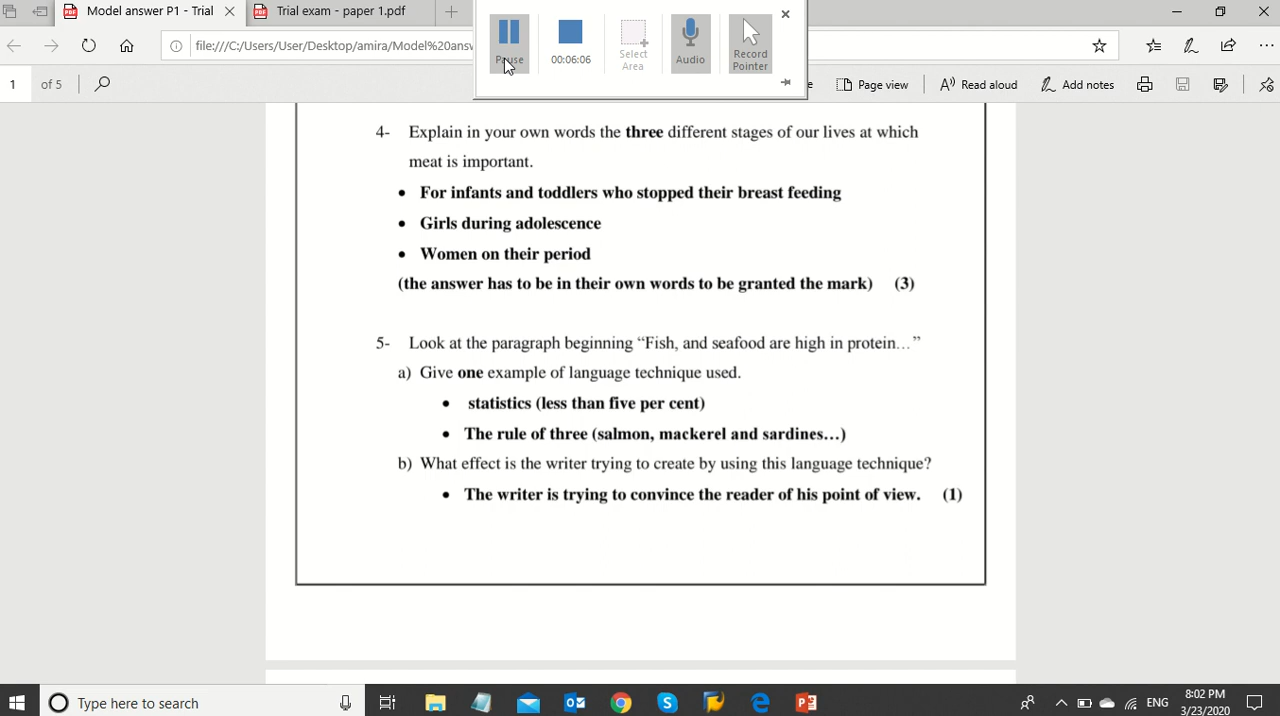 Model answer P1 - Trial
Trial exam - paper 1.pdf
file:///C:/Users/User/Desktop/amira/Model%20answ
Pause
00:06:06
Select
Area
Audio
Record
Pointer
1
of 5
Page view
Read aloud
Add notes
4- Explain in your own words the three different stages of our lives at which
meat is important.
• For infants and toddlers who stopped their breast feeding
• Girls during adolescence
• Women on their period
(the answer has to be in their own words to be granted the mark) (3)
5- Look at the paragraph beginning “Fish, and seafood are high in protein…”
a) Give one example of language technique used.
• statistics (less than five per cent)
• The rule of three (salmon, mackerel and sardines…)
b) What effect is the writer trying to create by using this language technique?
• The writer is trying to convince the reader of his point of view. (1)
Type here to search
ENG
8:02 PM
3/23/2020